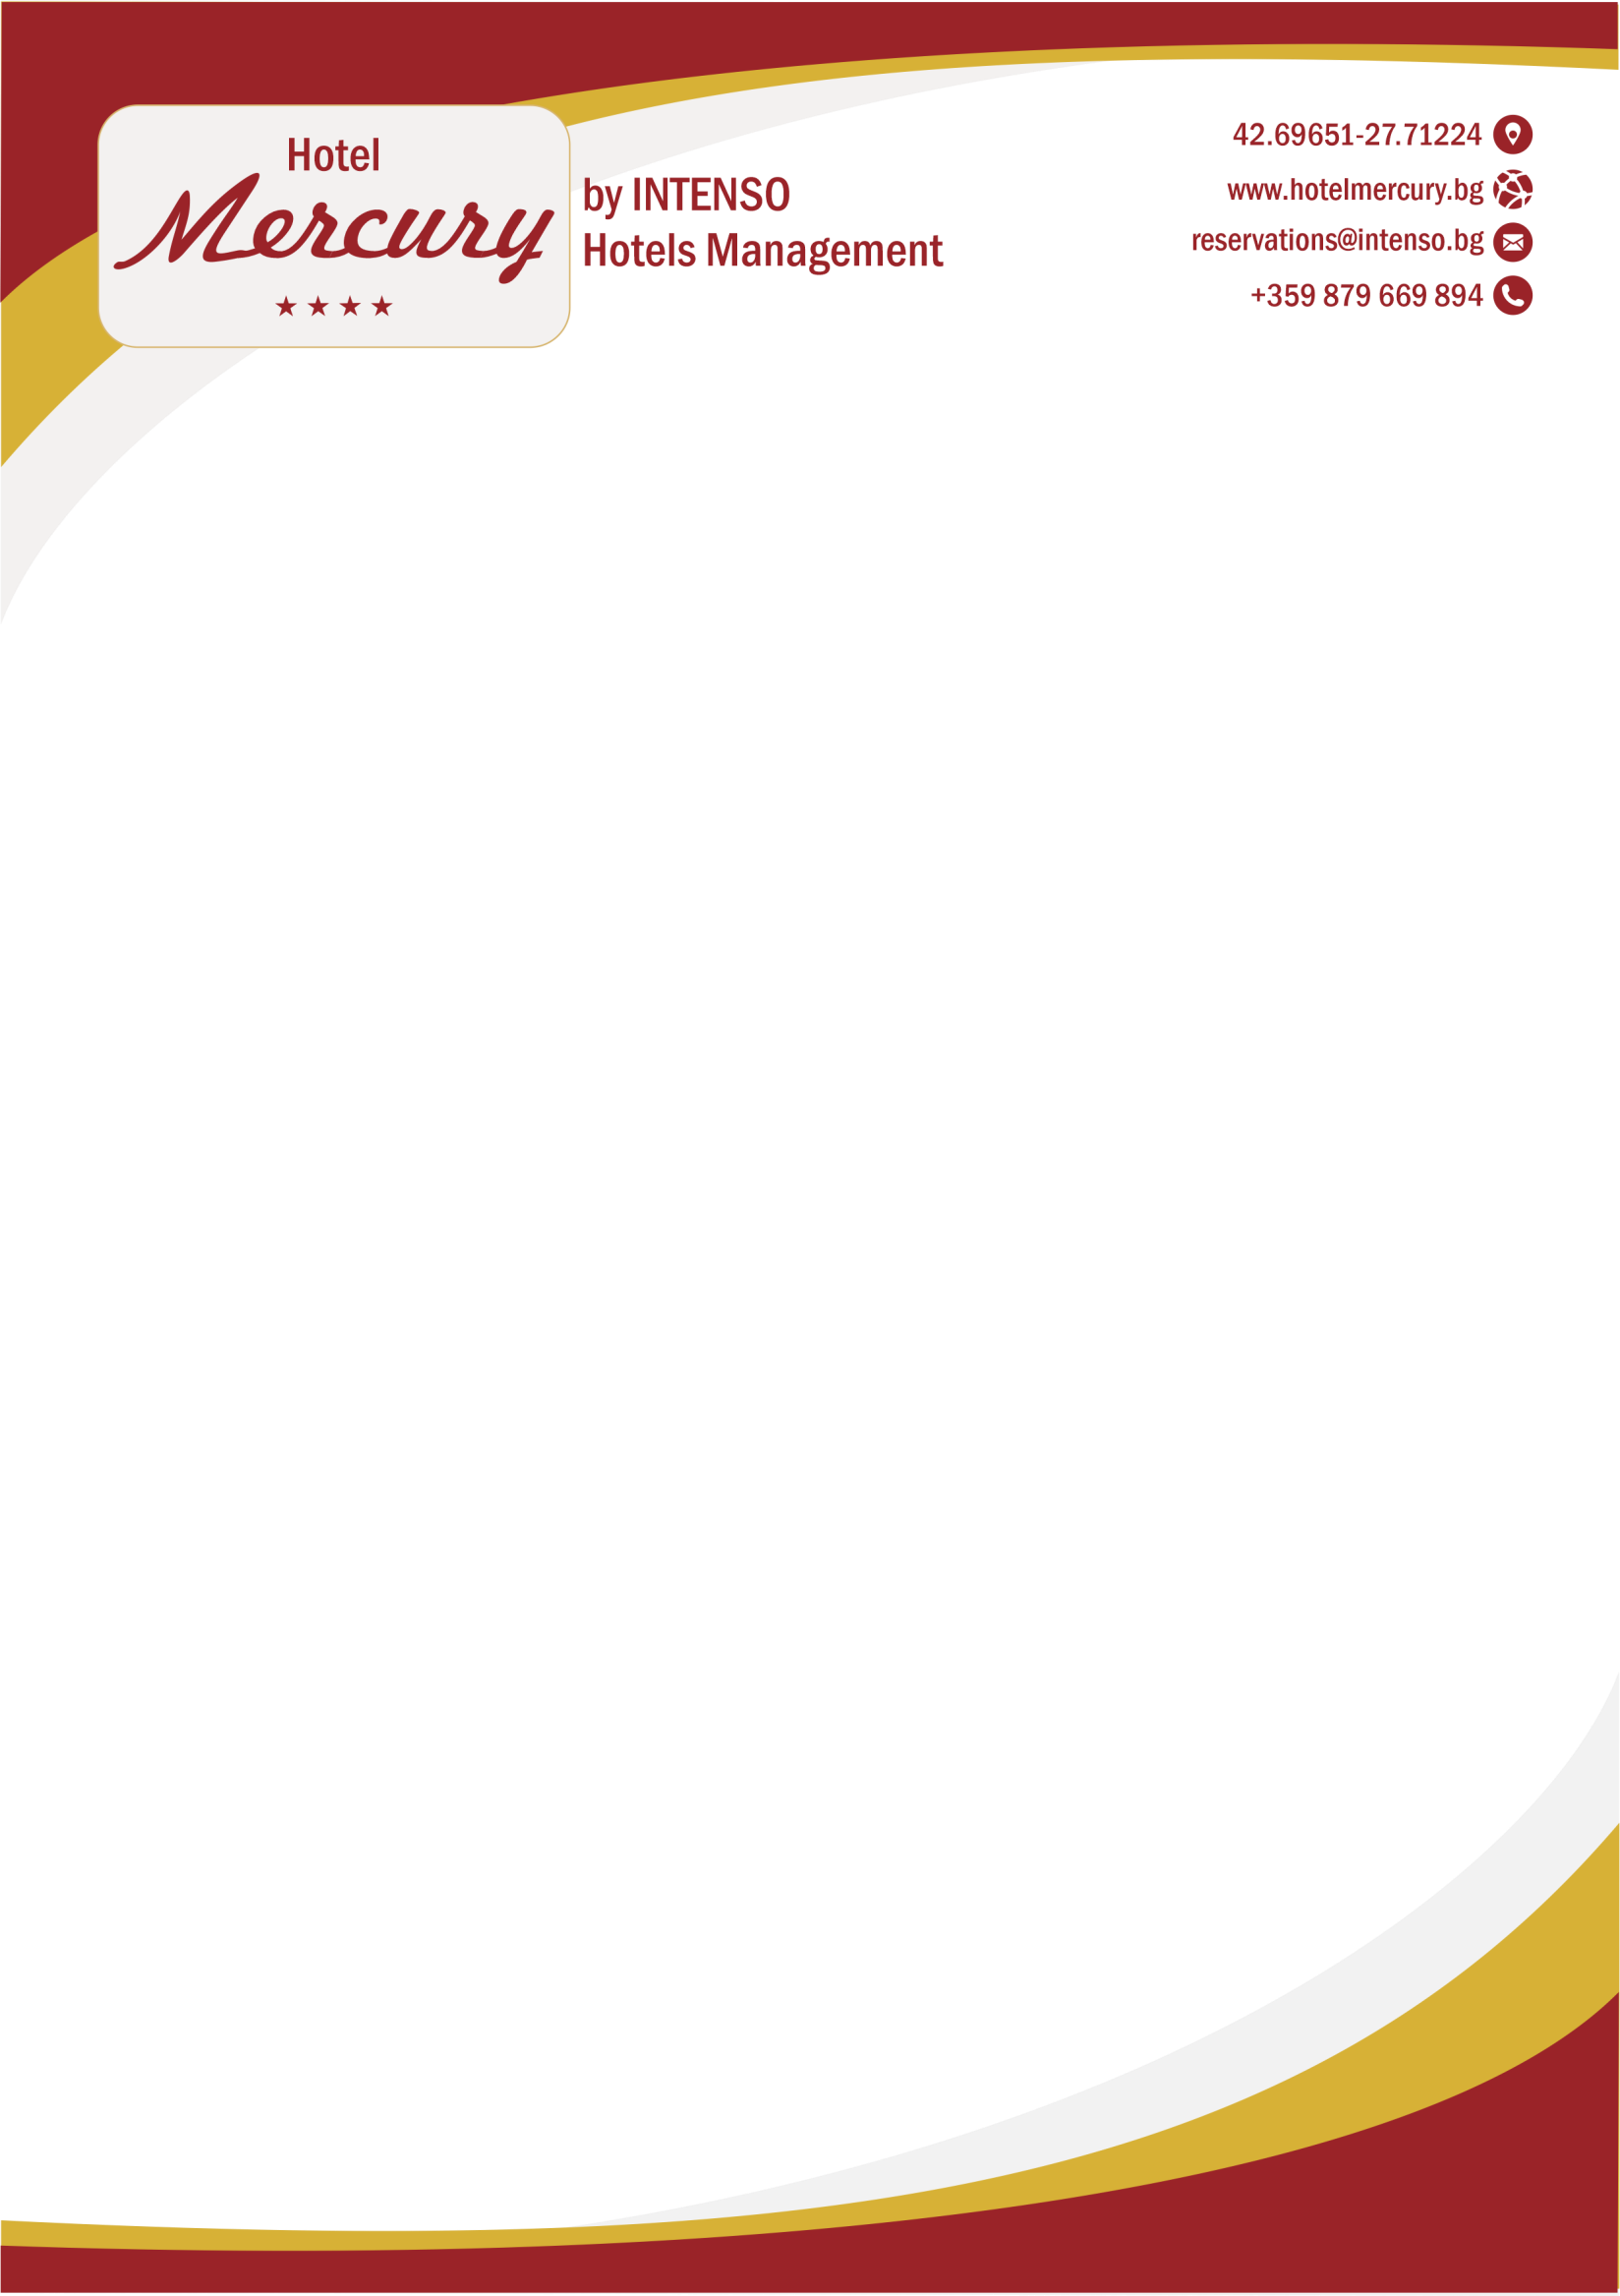 Hotel
Mercury
by INTENSO
Hotels Management
42.69651-27.71224
www.hotelmercury.bg
reservations@intenso.bg
+359 879 669 894